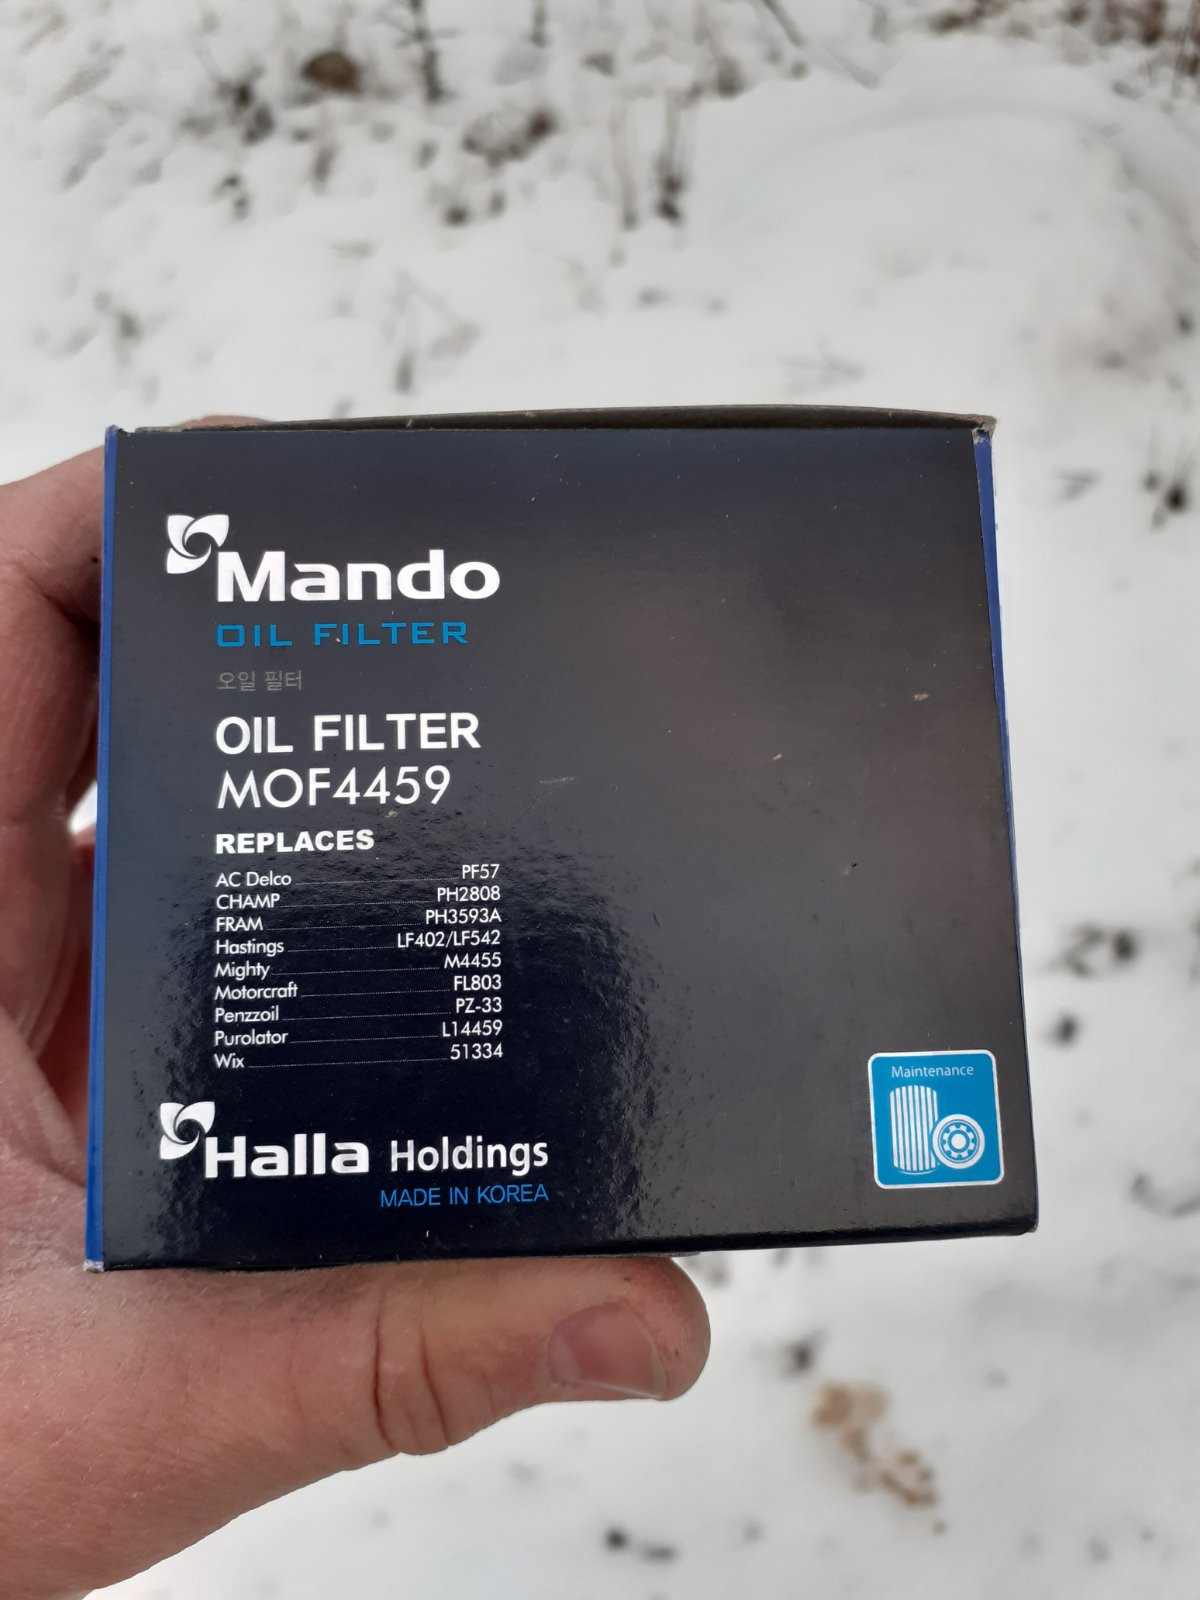 Mando
OIL FILTER
오일 필터
OIL FILTER
MOF4459
REPLACES
AC Delco PF57
CHAMP PH2808
FRAM PH3593A
Hastings LF402/LF542
Mighty M4455
Motorcraft FL803
Penzzoil PZ-33
Purolator L14459
Wix 51334
Halla Holdings
MADE IN KOREA
Maintenance